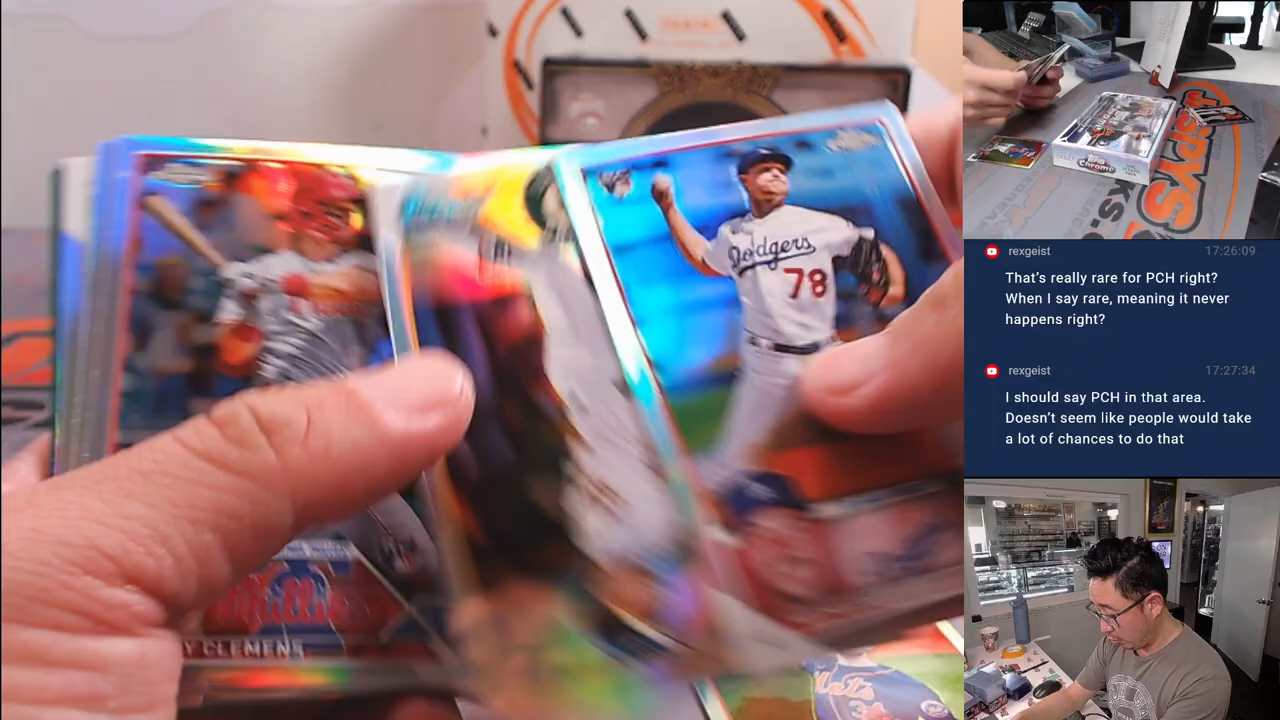 PANINI
Dodgers
78
Phillies
Y CLEMENS
Mets
Chrome
JASPYS
rexgeist
17:26:09
That's really rare for PCH right?
When I say rare, meaning it never
happens right?
rexgeist
17:27:34
I should say PCH in that area.
Doesn't seem like people would take
a lot of chances to do that